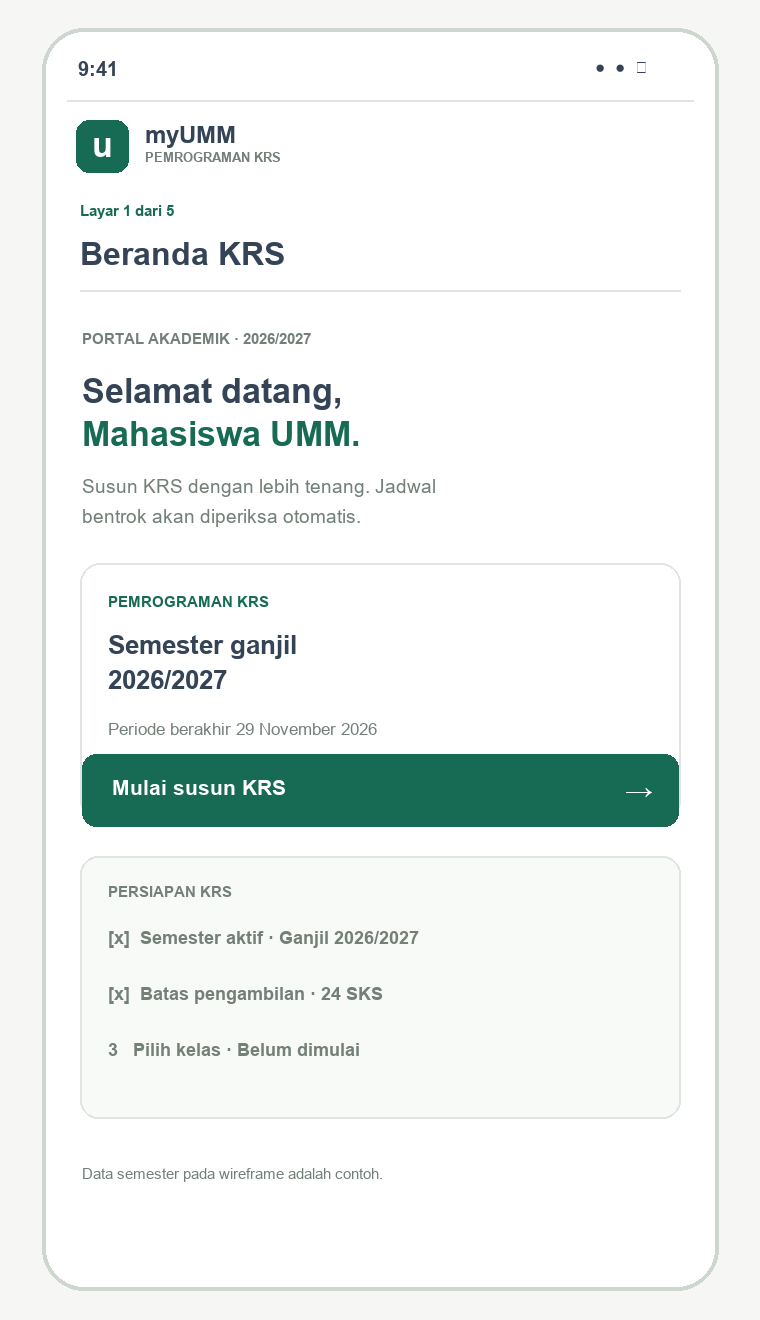 9:41
u
myUMM
PEMROGRAMAN KRS
Layar 1 dari 5
Beranda KRS
PORTAL AKADEMIK · 2026/2027
Selamat datang,
Mahasiswa UMM.
Susun KRS dengan lebih tenang. Jadwal
bentrok akan diperiksa otomatis.
PEMROGRAMAN KRS
Semester ganjil
2026/2027
Periode berakhir 29 November 2026
Mulai susun KRS →
PERSIAPAN KRS
[x] Semester aktif · Ganjil 2026/2027
[x] Batas pengambilan · 24 SKS
3 Pilih kelas · Belum dimulai
Data semester pada wireframe adalah contoh.